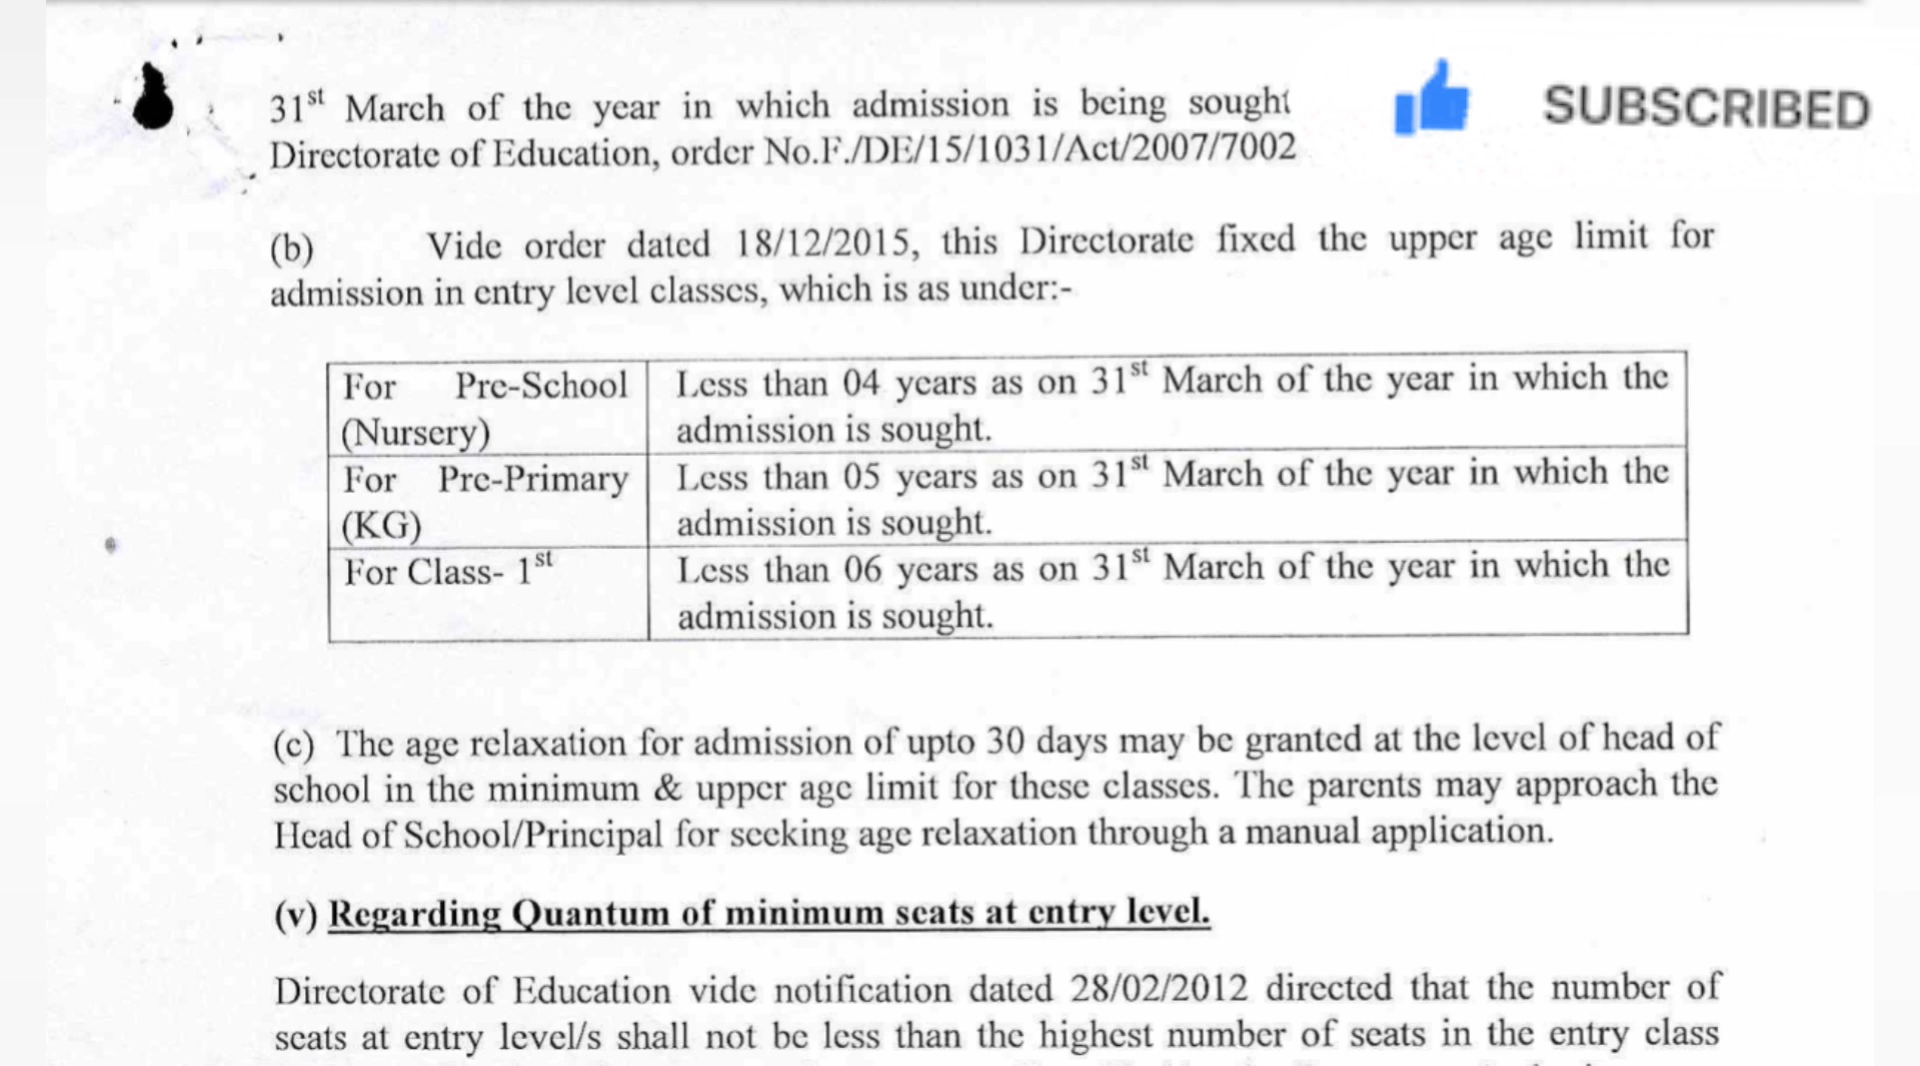 31st March of the year in which admission is being sought
Directorate of Education, order No.F./DE/15/1031/Act/2007/7002
SUBSCRIBED
(b) Vide order dated 18/12/2015, this Directorate fixed the upper age limit for
admission in entry level classes, which is as under:-
For Pre-School Less than 04 years as on 31st March of the year in which the
(Nursery) admission is sought.
For Pre-Primary Less than 05 years as on 31st March of the year in which the
(KG) admission is sought.
For Class- 1st Less than 06 years as on 31st March of the year in which the
admission is sought.
(c) The age relaxation for admission of upto 30 days may be granted at the level of head of
school in the minimum & upper age limit for these classes. The parents may approach the
Head of School/Principal for seeking age relaxation through a manual application.
(v) Regarding Quantum of minimum seats at entry level.
Directorate of Education vide notification dated 28/02/2012 directed that the number of
seats at entry level/s shall not be less than the highest number of seats in the entry class